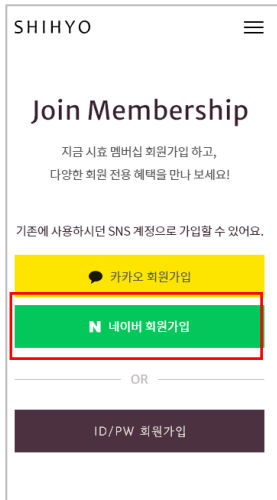 SHIHYO
Join Membership
지금 시효 멤버십 회원가입 하고,
다양한 회원 전용 혜택을 만나 보세요!
기존에 사용하시던 SNS 계정으로 가입할 수 있어요.
카카오 회원가입
N 네이버 회원가입
OR
ID/PW 회원가입